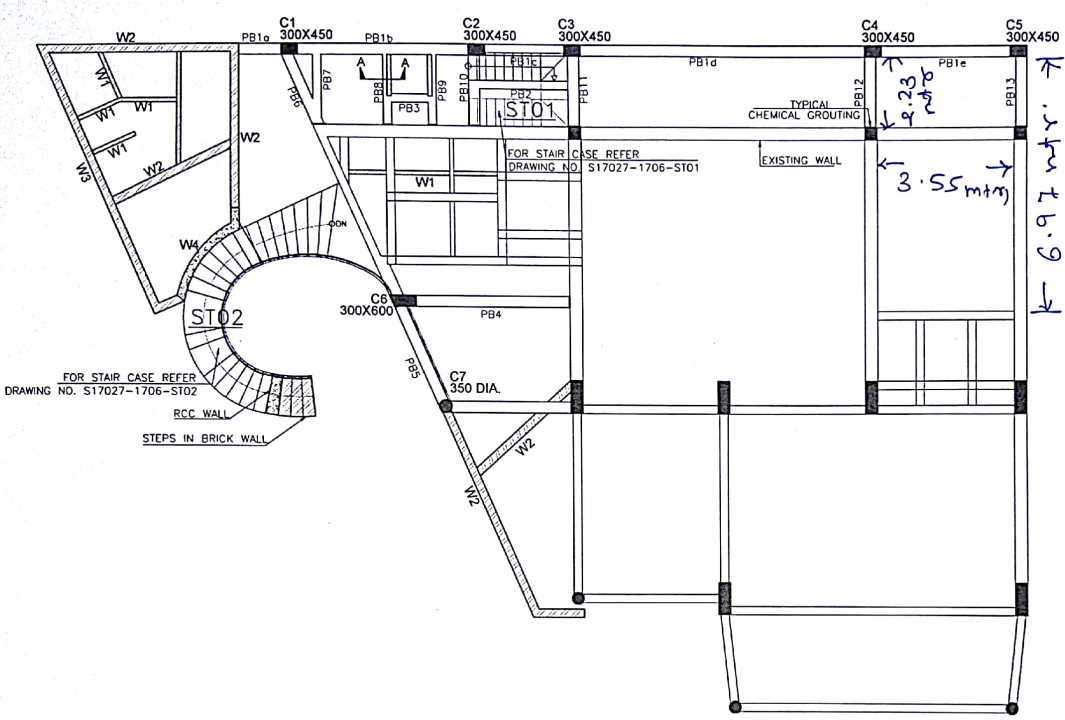 C1
300X450
C2
300X450
C3
300X450
C4
300X450
C5
300X450
W2
PB1a
PB1b
PB1c
PB1d
PB1e
W1
W1
W1
W1
W2
W2
W3
W4
PB6
PB7
A
A
PB8
PB3
PB9
PB10
PB2
ST01
PB11
PB12
PB13
TYPICAL
CHEMICAL GROUTING
2.23
mtr
FOR STAIR CASE REFER
DRAWING NO. S17027-1706-ST01
EXISTING WALL
3.55 mtr
6.97 mtr.
W1
DN
ST02
C6
300X600
PB4
PB5
C7
350 DIA.
FOR STAIR CASE REFER
DRAWING NO. S17027-1706-ST02
RCC WALL
STEPS IN BRICK WALL
W2
W2